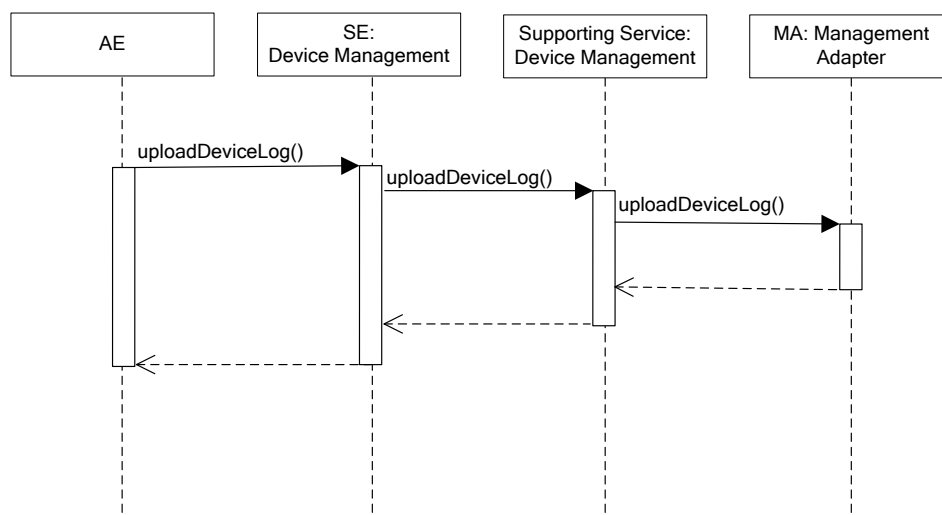 AE
SE:
Device Management
Supporting Service:
Device Management
MA: Management
Adapter
uploadDeviceLog()
uploadDeviceLog()
uploadDeviceLog()